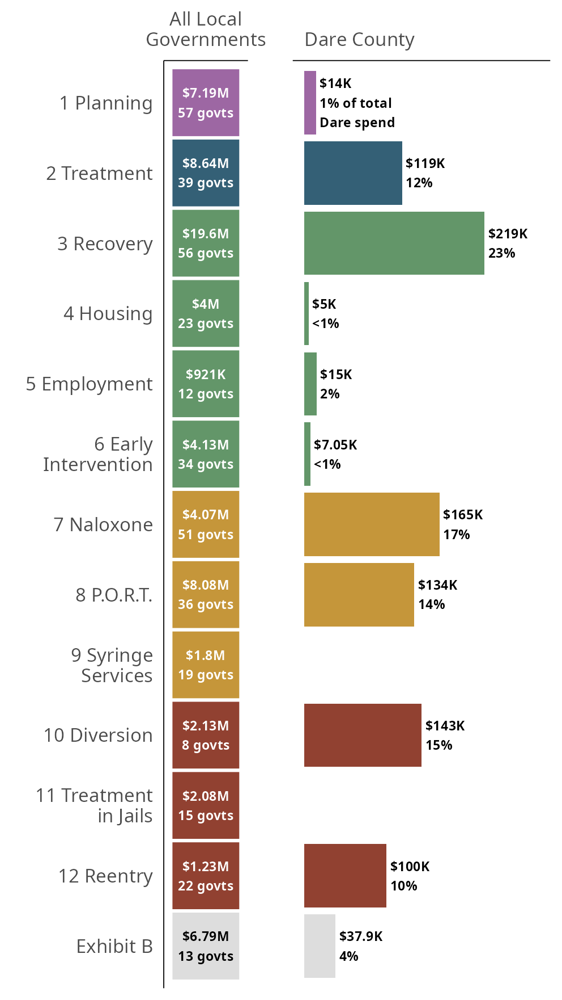 All Local
Governments
Dare County
1 Planning
$7.19M
57 govts
$14K
1% of total
Dare spend
2 Treatment
$8.64M
39 govts
$119K
12%
3 Recovery
$19.6M
56 govts
$219K
23%
4 Housing
$4M
23 govts
$5K
<1%
5 Employment
$921K
12 govts
$15K
2%
6 Early
Intervention
$4.13M
34 govts
$7.05K
<1%
7 Naloxone
$4.07M
51 govts
$165K
17%
8 P.O.R.T.
$8.08M
36 govts
$134K
14%
9 Syringe
Services
$1.8M
19 govts
10 Diversion
$2.13M
8 govts
$143K
15%
11 Treatment
in Jails
$2.08M
15 govts
12 Reentry
$1.23M
22 govts
$100K
10%
Exhibit B
$6.79M
13 govts
$37.9K
4%